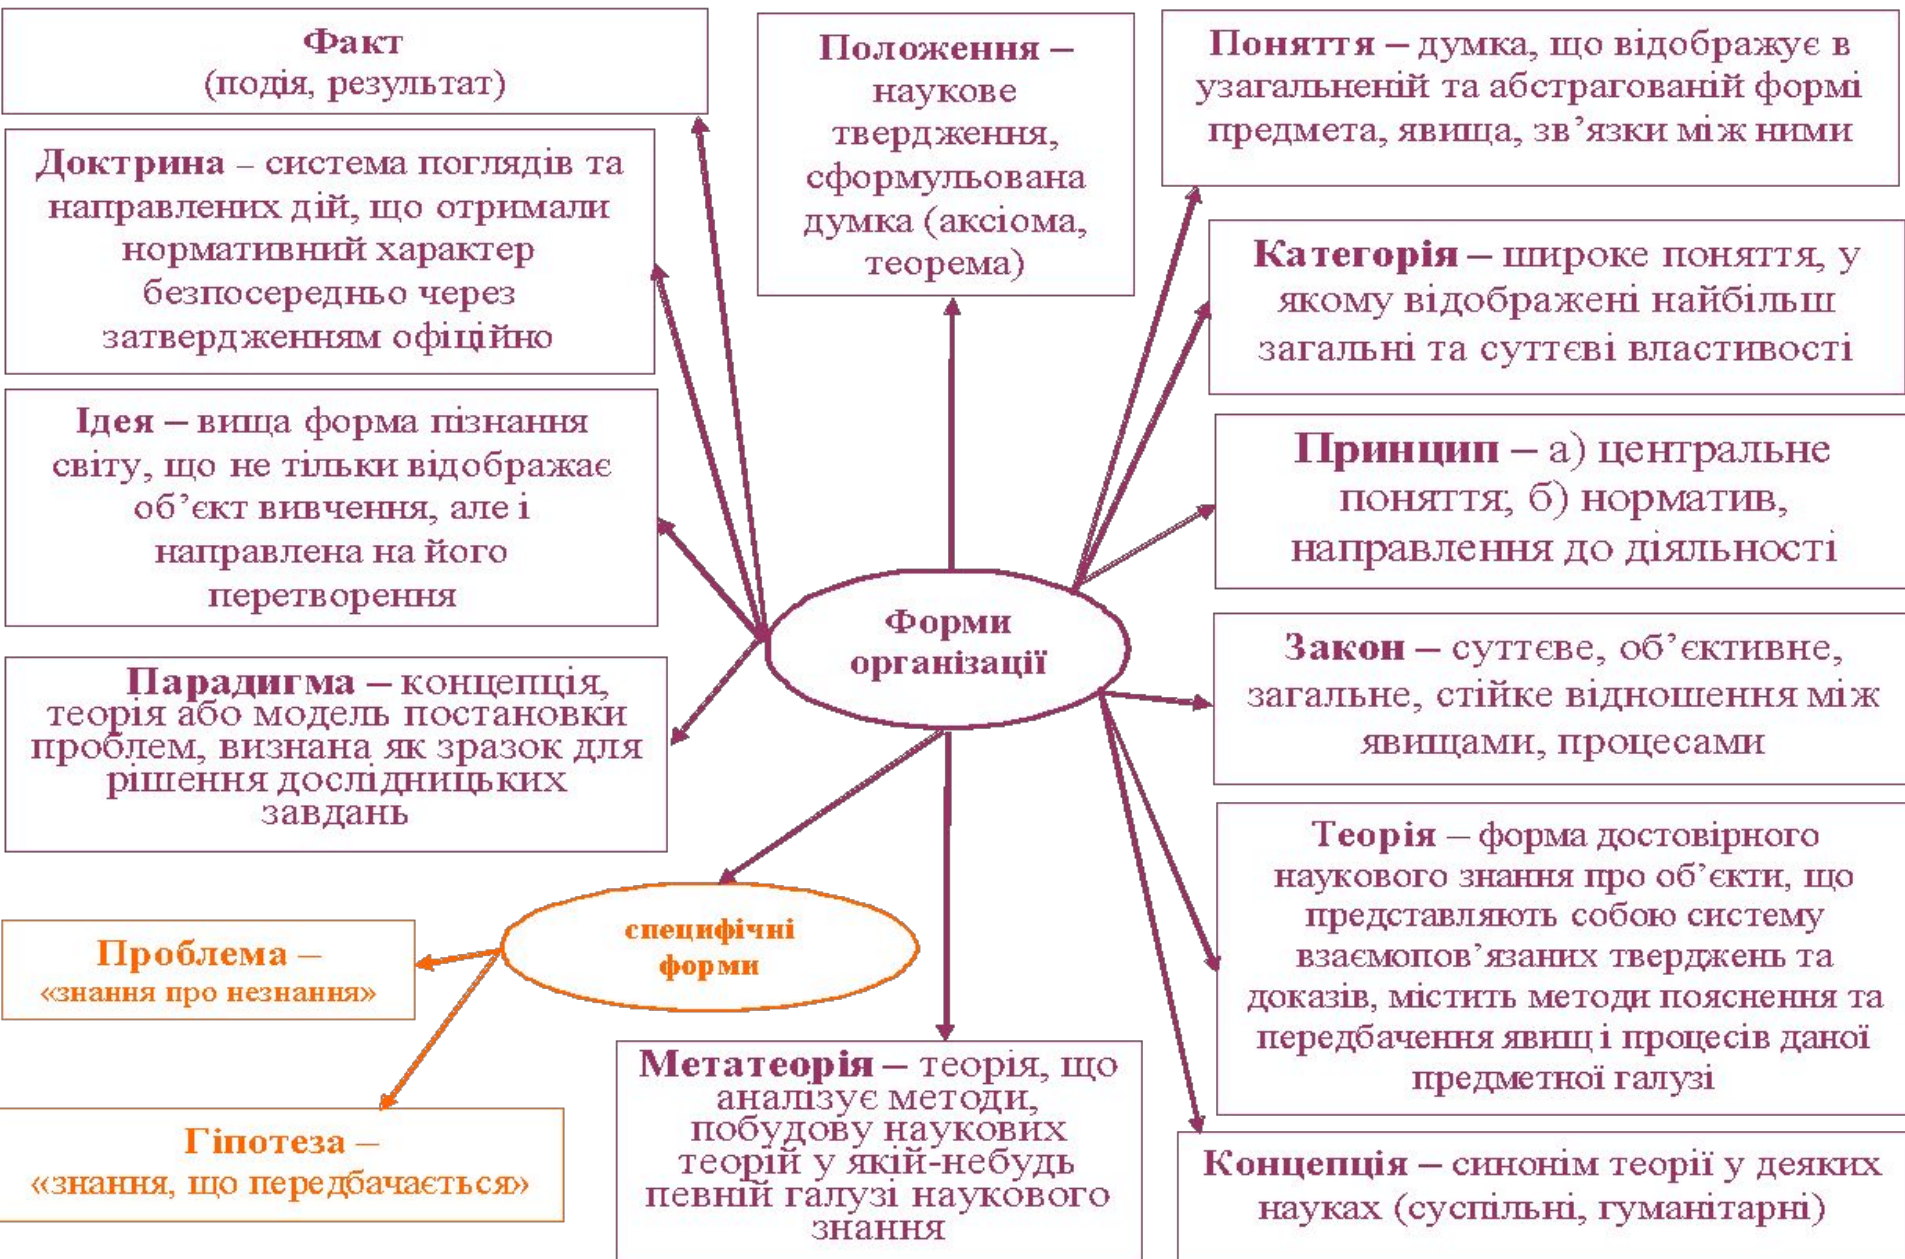 Факт
(подія, результат)
Доктрина – система поглядів та
направлених дій, що отримали
нормативний характер
безпосередньо через
затвердженням офіційно
Ідея – вища форма пізнання
світу, що не тільки відображає
об’єкт вивчення, але і
направлена на його
перетворення
Парадигма – концепція,
теорія або модель постановки
проблем, визнана як зразок для
рішення дослідницьких
завдань
Положення –
наукове
твердження,
сформульована
думка (аксіома,
теорема)
Поняття – думка, що відображує в
узагальненій та абстрагованій формі
предмета, явища, зв’язки між ними
Категорія – широке поняття, у
якому відображені найбільш
загальні та суттєві властивості
Принцип – а) центральне
поняття; б) норматив,
направлення до діяльності
Форми
організації
Закон – суттєве, об’єктивне,
загальне, стійке відношення між
явищами, процесами
Теорія – форма достовірного
наукового знання про об’єкти, що
представляють собою систему
взаємопов’язаних тверджень та
доказів, містить методи пояснення та
передбачення явищ і процесів даної
предметної галузі
Концепція – синонім теорії у деяких
науках (суспільні, гуманітарні)
специфічні
форми
Проблема –
«знання про незнання»
Гіпотеза –
«знання, що передбачається»
Метатеорія – теорія, що
аналізує методи,
побудову наукових
теорій у якій-небудь
певній галузі наукового
знання